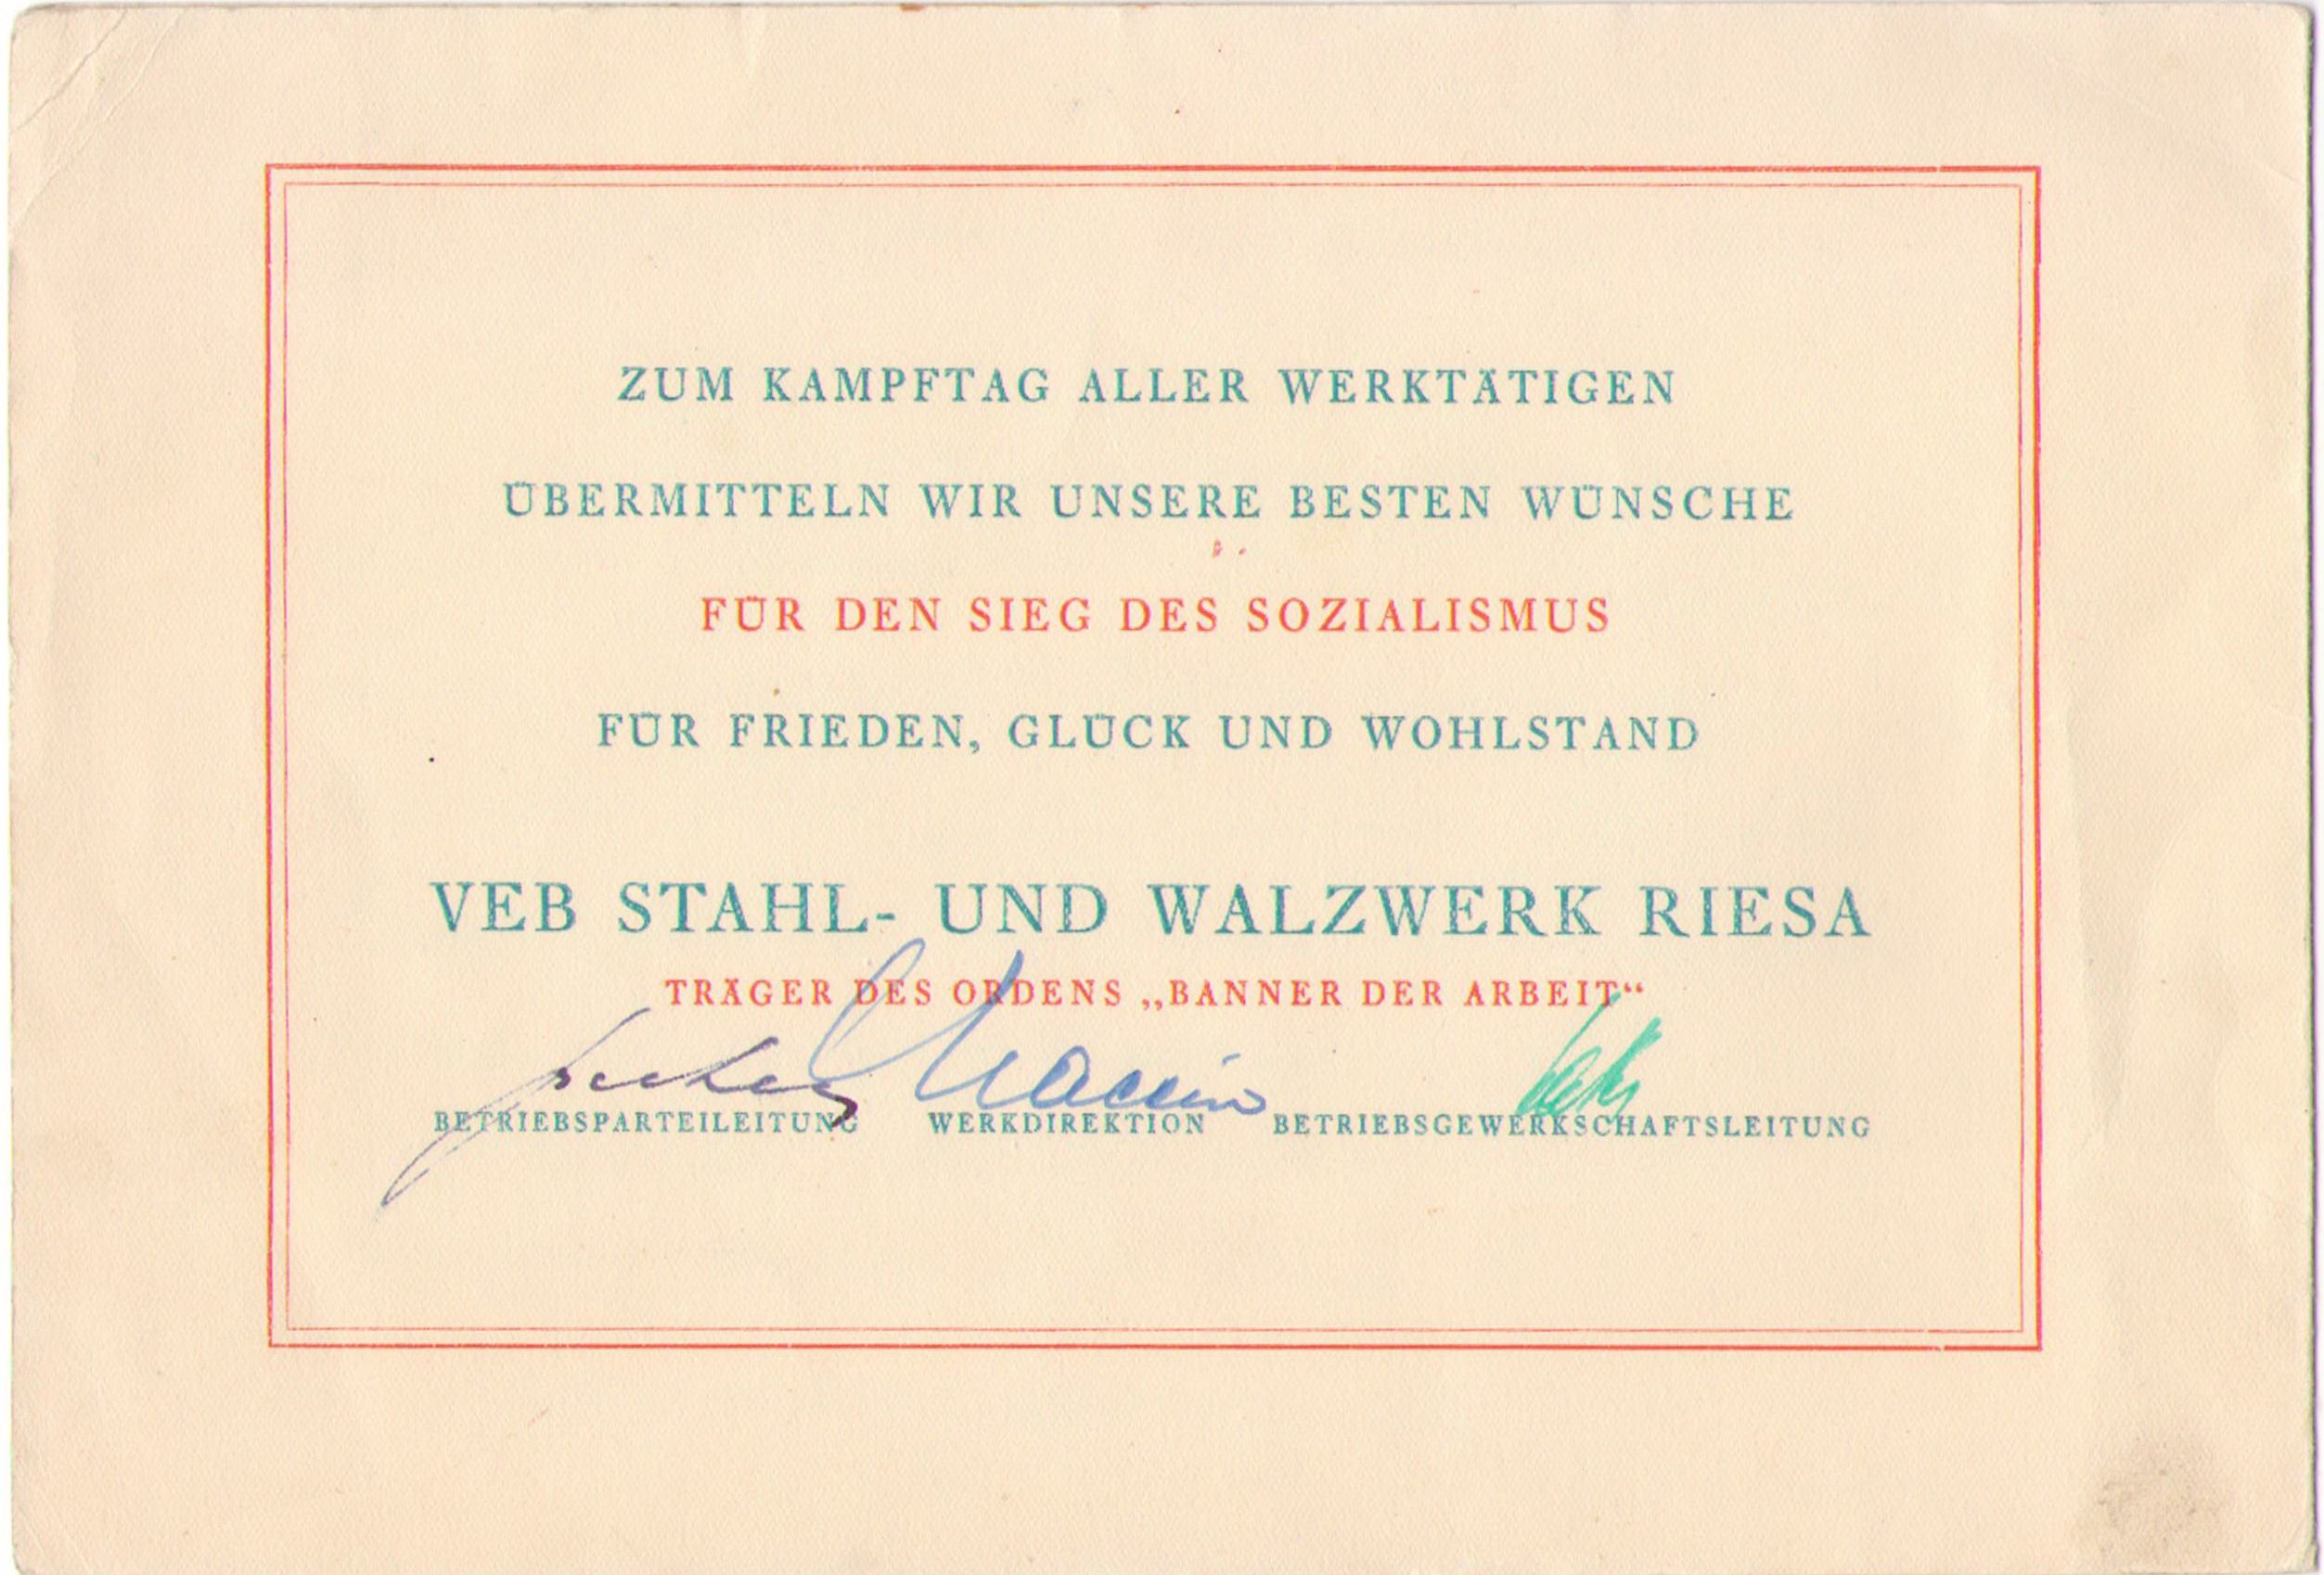 ZUM KAMPFTAG ALLER WERKTÄTIGEN
ÜBERMITTELN WIR UNSERE BESTEN WÜNSCHE
FÜR DEN SIEG DES SOZIALISMUS
FÜR FRIEDEN, GLÜCK UND WOHLSTAND
VEB STAHL- UND WALZWERK RIESA
TRÄGER DES ORDENS „BANNER DER ARBEIT“
BETRIEBSPARTEILEITUNG WERKDIREKTION BETRIEBSGEWERKSCHAFTSLEITUNG